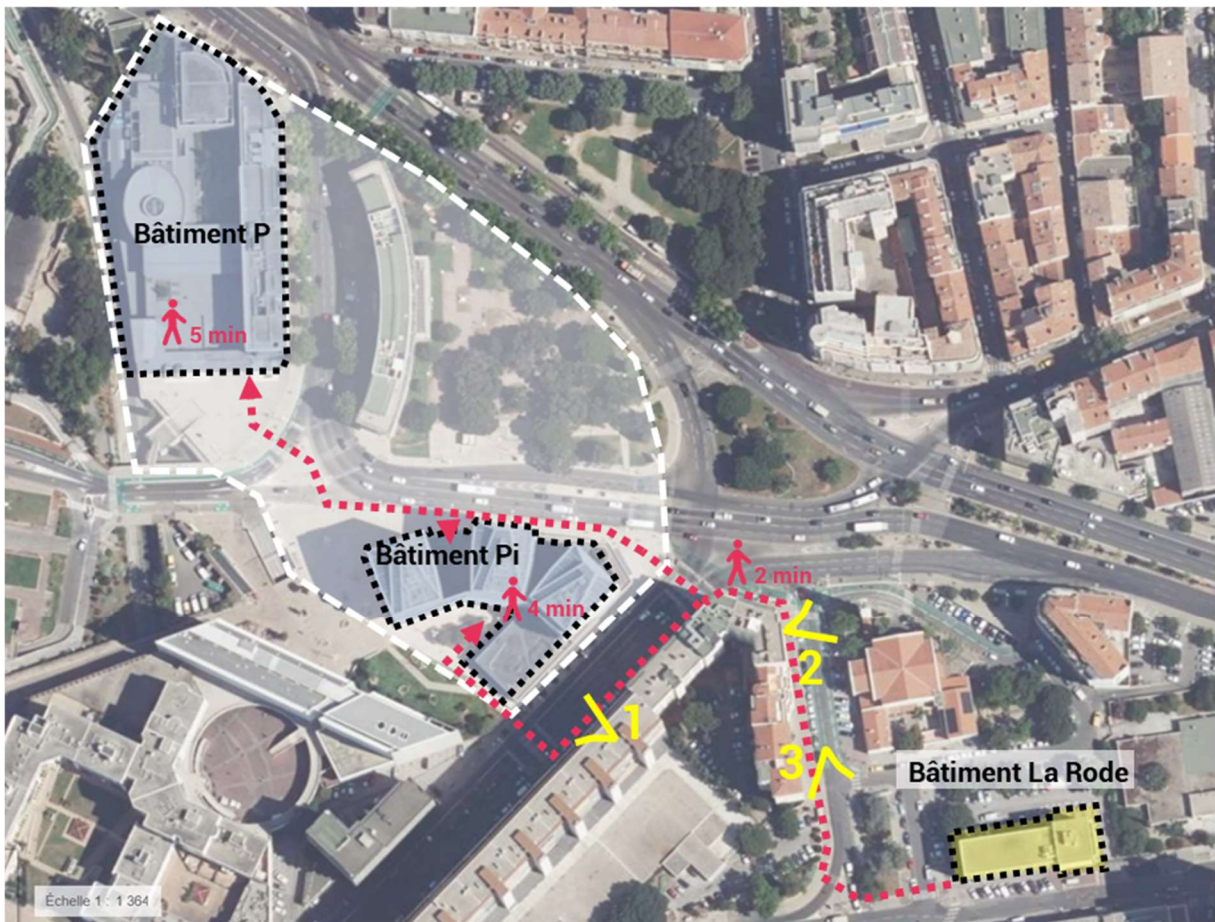 Bâtiment P
5 min
Bâtiment Pi
4 min
2 min
2
1
3
Bâtiment La Rode
Échelle 1 : 1 364